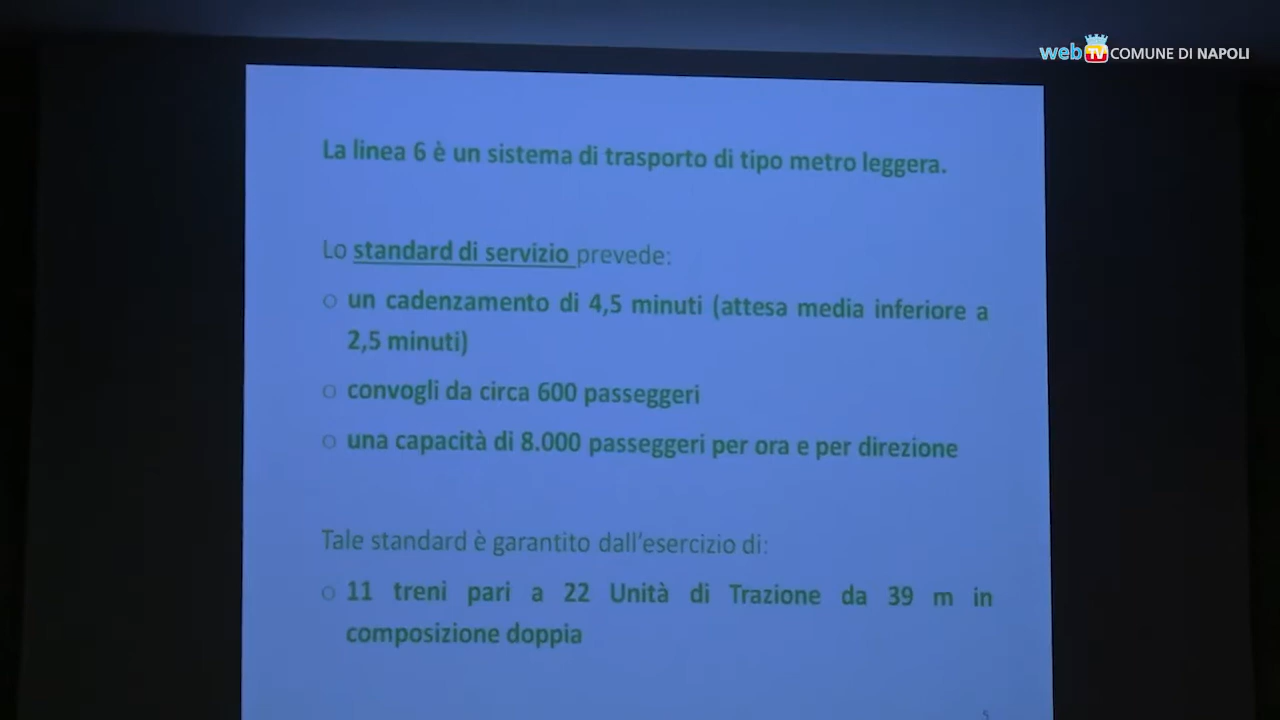 web TV COMUNE DI NAPOLI
La linea 6 è un sistema di trasporto di tipo metro leggera.
Lo standard di servizio prevede:
o un cadenzamento di 4,5 minuti (attesa media inferiore a
2,5 minuti)
o convogli da circa 600 passeggeri
o una capacità di 8.000 passeggeri per ora e per direzione
Tale standard è garantito dall'esercizio di:
o 11 treni pari a 22 Unità di Trazione da 39 m in
composizione doppia
5